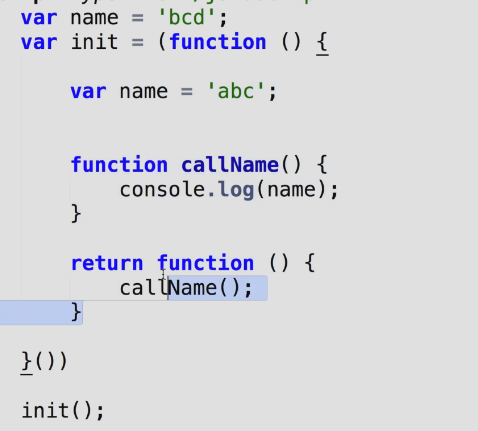 var name = 'bcd';
var init = (function () {
var name = 'abc';
function callName() {
console.log(name);
}
return function () {
callName();
}
}())
init();